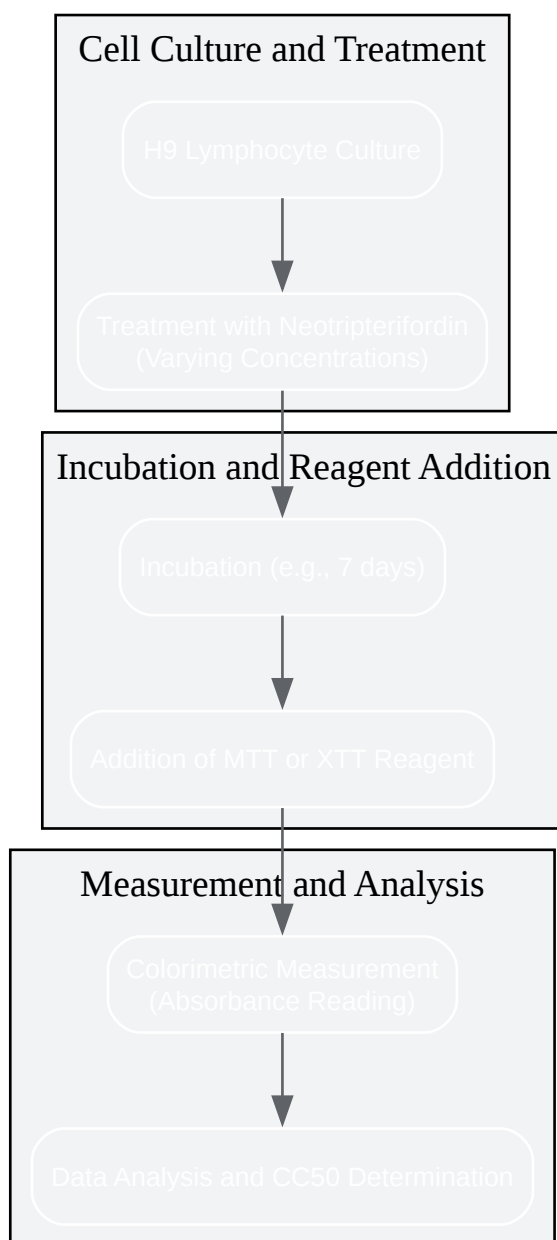 Cell Culture and Treatment
H9 Lymphocyte Culture
Treatment with Neotripterifordin
(Varying Concentrations)
Incubation and Reagent Addition
Incubation (e.g., 7 days)
Addition of MTT or XTT Reagent
Measurement and Analysis
Colorimetric Measurement
(Absorbance Reading)
Data Analysis and CC50 Determination